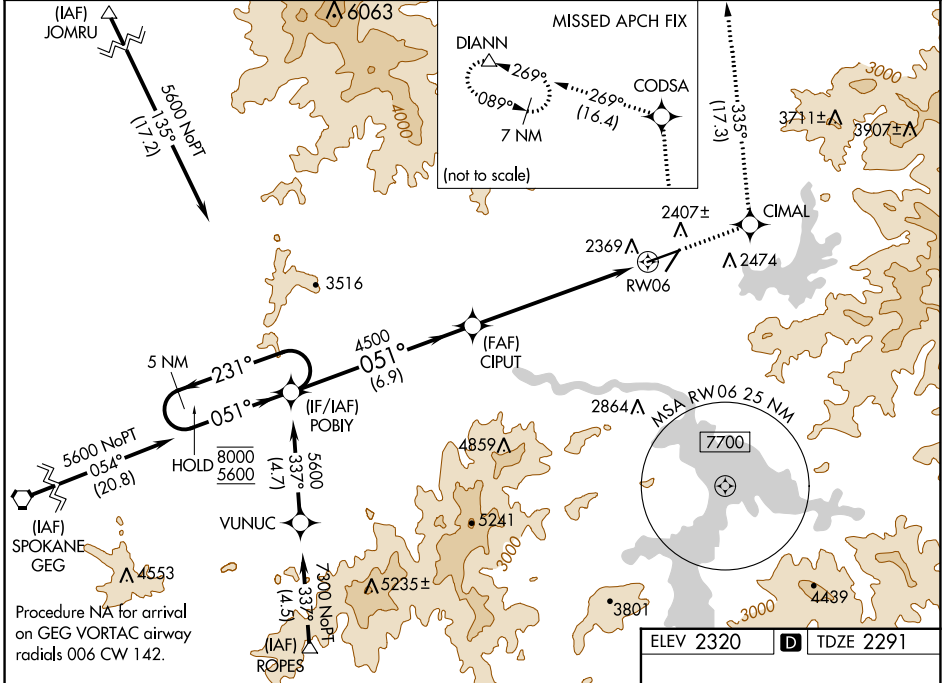 (IAF)
JOMRU
5600 NoPT
135°
(17.2)
6063
4000
MISSED APCH FIX
DIANN
269°
089°
7 NM
269°
(16.4)
CODSA
(not to scale)
335°
(17.3)
3000
3711±
3907±
2407±
CIMAL
2369
2474
RW06
3516
5 NM
231°
051°
4500
051°
(6.9)
(FAF)
CIPUT
(IF/IAF)
POBIY
HOLD
8000
5600
5600 NoPT
054°
(20.8)
(IAF)
SPOKANE
GEG
5600
337°
(4.7)
VUNUC
4859
5241
3000
2864
MSA RW06 25 NM
7700
4553
7300 NoPT
337°
(4.5)
5235±
(IAF)
ROPES
3801
3000
4439
Procedure NA for arrival
on GEG VORTAC airway
radials 006 CW 142.
ELEV 2320 D TDZE 2291